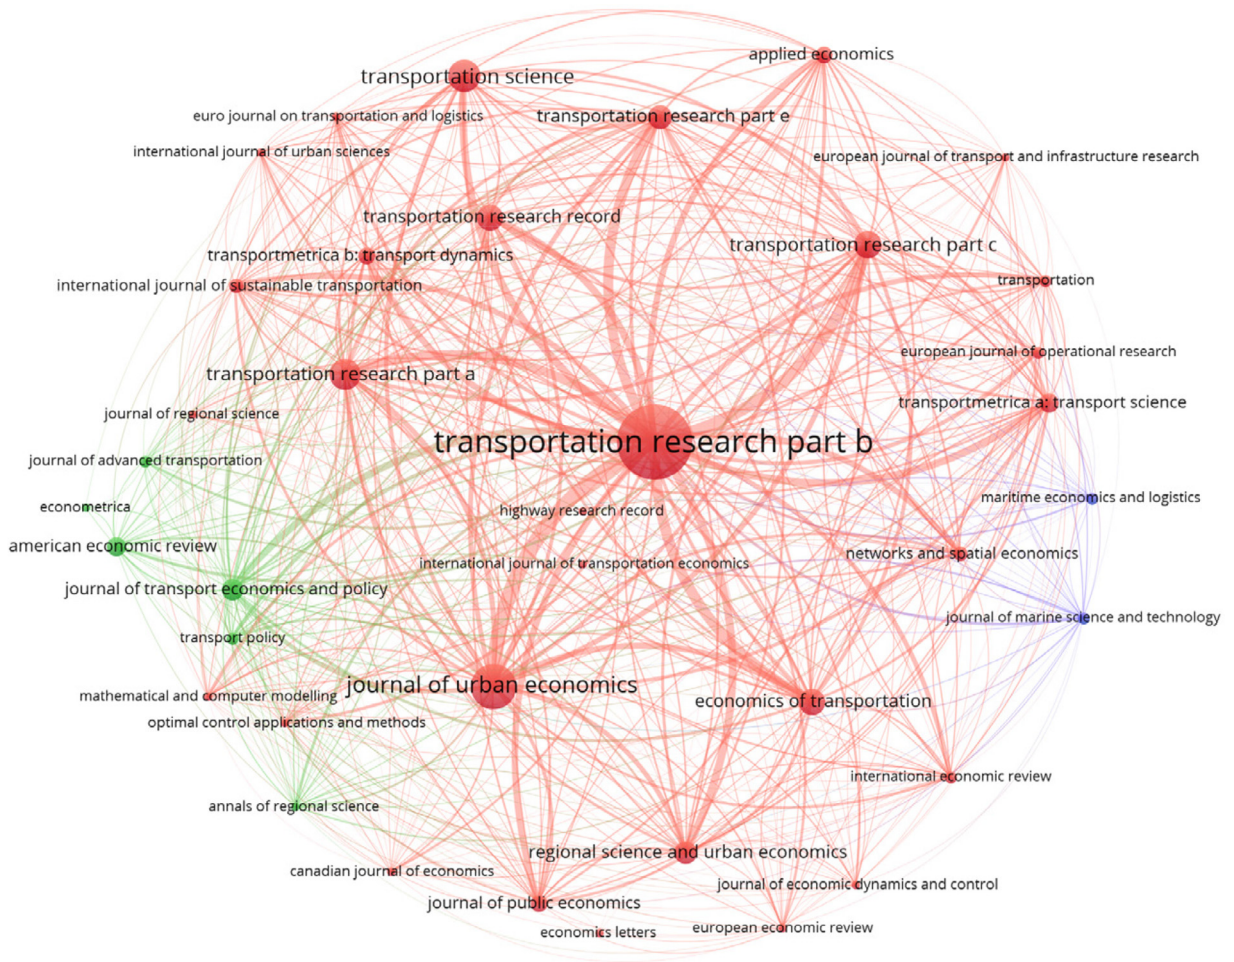 applied economics
transportation science
euro journal on transportation and logistics
transportation research part e
international journal of urban sciences
european journal of transport and infrastructure research
transportation research record
transportation research part c
transportmetrica b: transport dynamics
international journal of sustainable transportation
transportation
european journal of operational research
transportation research part a
transportmetrica a: transport science
journal of regional science
transportation research part b
journal of advanced transportation
maritime economics and logistics
econometrica
highway research record
american economic review
networks and spatial economics
international journal of transportation economics
journal of transport economics and policy
journal of marine science and technology
transport policy
journal of urban economics
mathematical and computer modelling
economics of transportation
optimal control applications and methods
international economic review
annals of regional science
regional science and urban economics
canadian journal of economics
journal of economic dynamics and control
journal of public economics
european economic review
economics letters